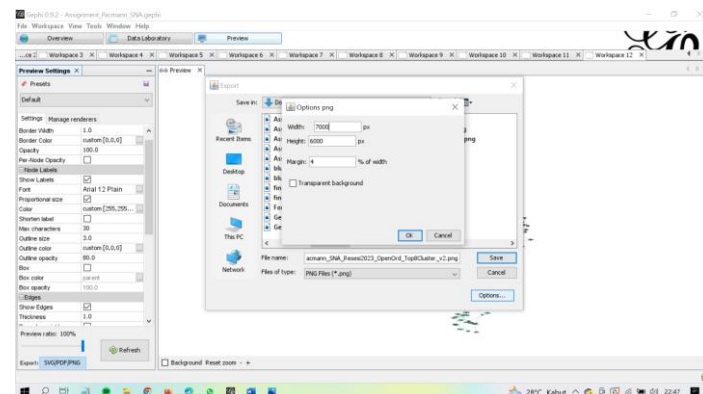 Gephi 0.9.2 - Assignment_Pacmann_SNA.gephi
File Workspace View Tools Window Help
Overview Data Laboratory Preview
Workspace 3 Workspace 4 Workspace 5 Workspace 6 Workspace 7 Workspace 8 Workspace 9 Workspace 10 Workspace 11 Workspace 12
Preview Settings Preview
Presets
Default
Settings Manage renderers
Border Width 1.0
Border Color custom [0,0,0]
Opacity 100.0
Per-Node Opacity
Node Labels
Show Labels
Font Arial 12 Plain
Proportional size
Color custom [255,255...
Shorten label
Max characters 30
Outline size 2.0
Outline color custom [0,0,0]
Outline opacity 80.0
Box
Box color parent
Box opacity 100.0
Edges
Show Edges
Thickness 1.0
Preview ratio: 100%
Refresh
Export: SVG/PDF/PNG
Background Reset zoom - +
Export
Save in:
Recent Items
Desktop
Documents
This PC
Network
Options png
Width: 7000 px
Height: 6000 px
Margin: 4 % of width
Transparent background
OK Cancel
File name: acmann_SNA_Resesi2023_OpenOrd_Top8Cluster_v2.png Save
Files of type: PNG Files (*.png) Cancel
Options...
28°C Kabut 22:47